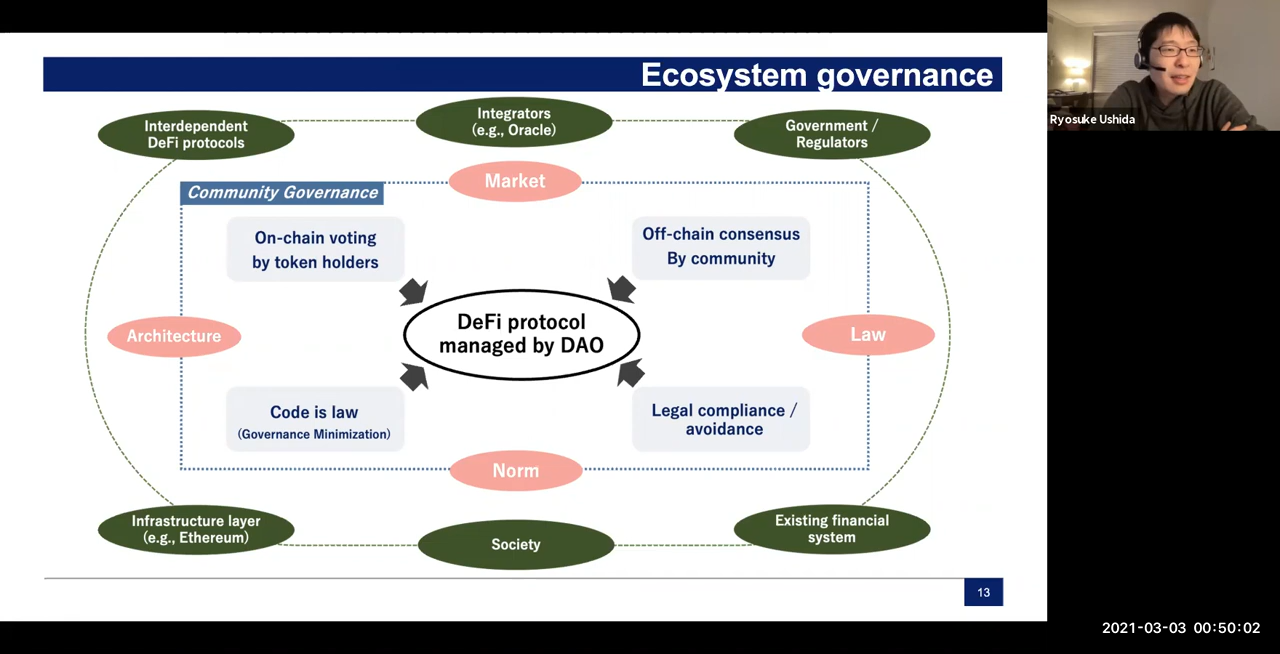 Ecosystem governance
Interdependent
DeFi protocols
Integrators
(e.g., Oracle)
Government /
Regulators
Market
Community Governance
On-chain voting
by token holders
Off-chain consensus
By community
DeFi protocol
managed by DAO
Architecture
Law
Code is law
(Governance Minimization)
Legal compliance /
avoidance
Norm
Infrastructure layer
(e.g., Ethereum)
Society
Existing financial
system
13
Ryosuke Ushida
2021-03-03 00:50:02